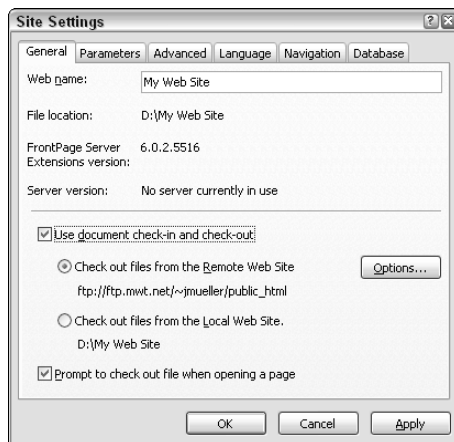 Site Settings
General Parameters Advanced Language Navigation Database
Web name: My Web Site
File location: D:\My Web Site
FrontPage Server
Extensions version: 6.0.2.5516
Server version: No server currently in use
Use document check-in and check-out
Check out files from the Remote Web Site Options...
ftp://ftp.mwt.net/~jmueller/public_html
Check out files from the Local Web Site.
D:\My Web Site
Prompt to check out file when opening a page
OK Cancel Apply